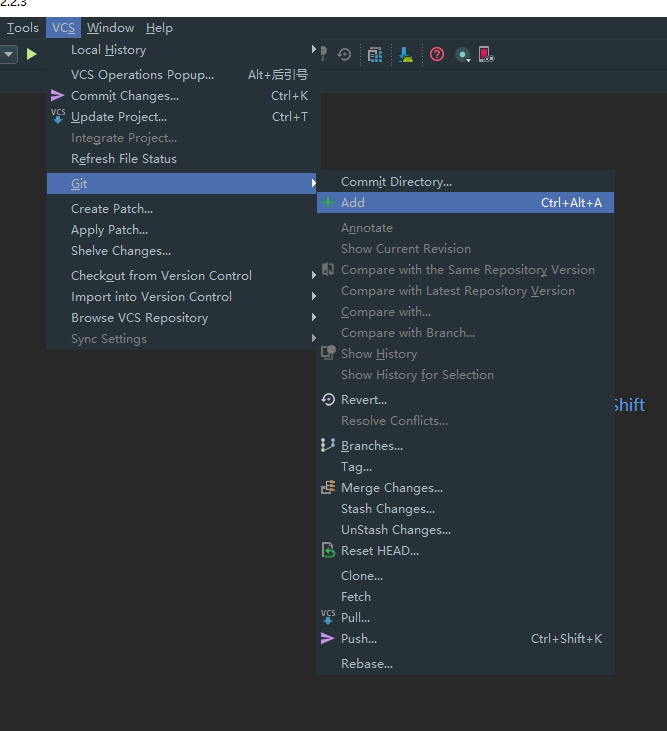 2.2.3
Tools VCS Window Help
Local History
VCS Operations Popup... Alt+后引号
Commit Changes... Ctrl+K
VCS Update Project... Ctrl+T
Integrate Project...
Refresh File Status
Git
Create Patch...
Apply Patch...
Shelve Changes...
Checkout from Version Control
Import into Version Control
Browse VCS Repository
Sync Settings
Commit Directory...
Add Ctrl+Alt+A
Annotate
Show Current Revision
Compare with the Same Repository Version
Compare with Latest Repository Version
Compare with...
Compare with Branch...
Show History
Show History for Selection
Shift
Revert...
Resolve Conflicts...
Branches...
Tag...
Merge Changes...
Stash Changes...
UnStash Changes...
Reset HEAD...
Clone...
Fetch
VCS Pull...
Push... Ctrl+Shift+K
Rebase...